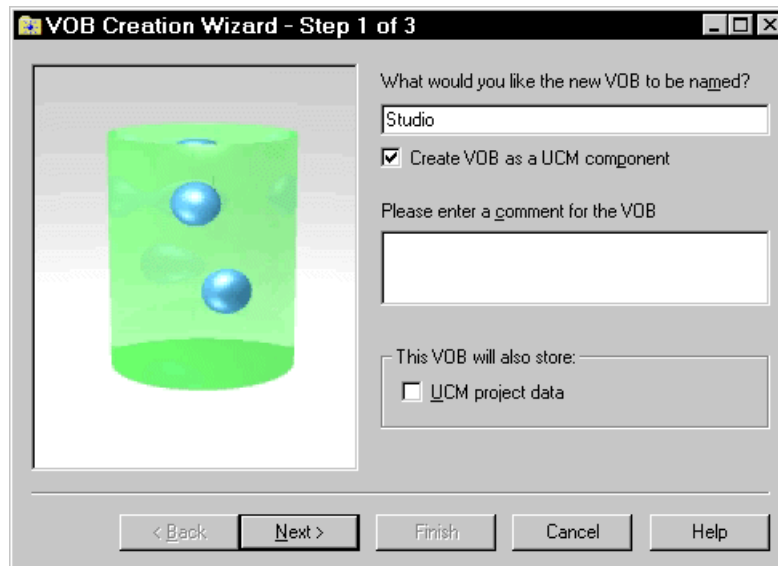 VOB Creation Wizard - Step 1 of 3
What would you like the new VOB to be named?
Studio
Create VOB as a UCM component
Please enter a comment for the VOB
This VOB will also store:
UCM project data
< Back
Next >
Finish
Cancel
Help